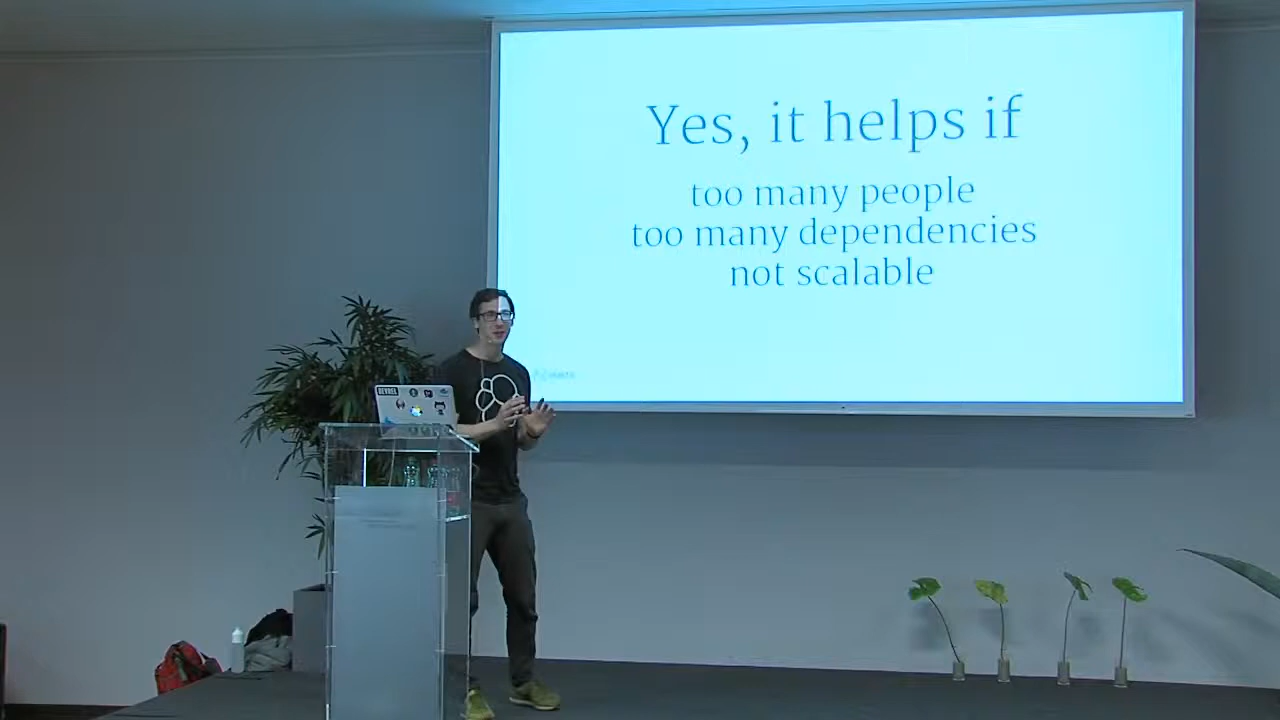 Yes, it helps if
too many people
too many dependencies
not scalable